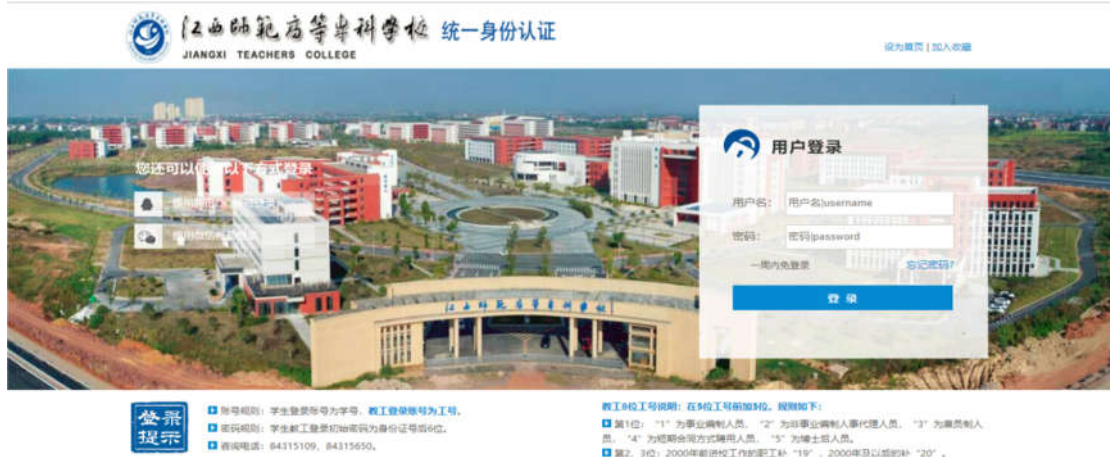 江西师范高等专科学校 统一身份认证
JIANGXI TEACHERS COLLEGE
设为首页 | 加入收藏
用户登录
您还可以使用以下方式登录
用户名: 用户名|username
密码: 密码|password
一周内免登录 忘记密码?
登 录
江西师范高等专科学校
登录
提示
账号规则：学生登录账号为学号，教工登录账号为工号。
密码规则：学生教工登录初始密码为身份证号后6位。
咨询电话：84315109，84315650。
教工8位工号说明：在5位工号前加3位。规则如下：
第1位：“1”为事业编制人员，“2”为非事业编制人事代理人员，“3”为雇员制人
员，“4”为短期合同方式聘用人员，“5”为博士后人员。
第2、3位：2000年前进校工作的职工补“19”，2000年及以后的补“20”。